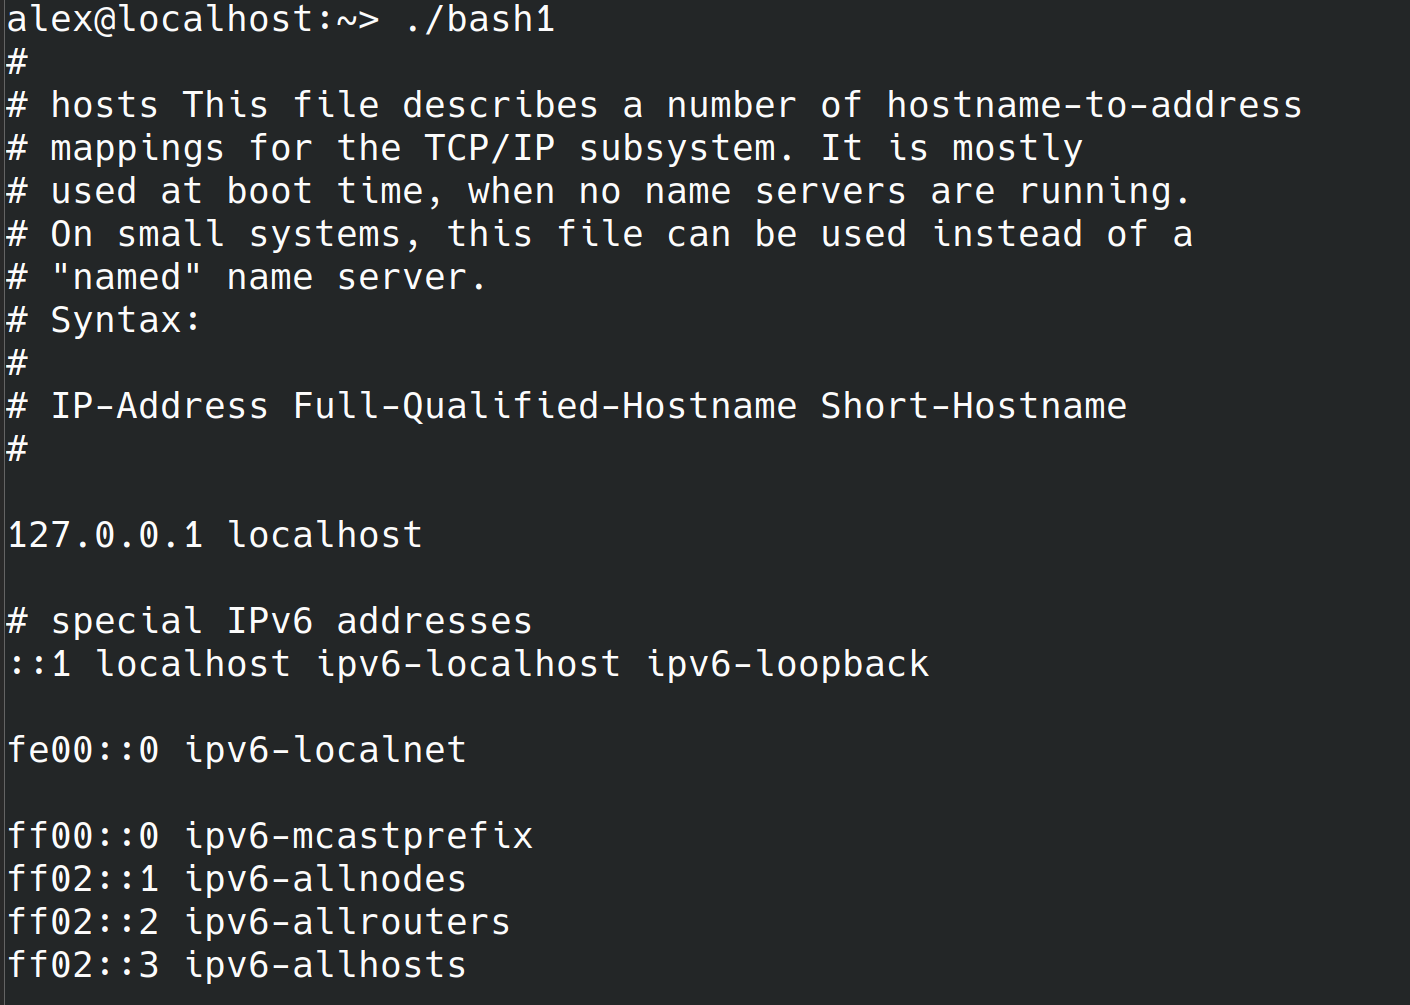 alex@localhost:~> ./bash1
#
# hosts This file describes a number of hostname-to-address
# mappings for the TCP/IP subsystem. It is mostly
# used at boot time, when no name servers are running.
# On small systems, this file can be used instead of a
# "named" name server.
# Syntax:
#
# IP-Address Full-Qualified-Hostname Short-Hostname
#
127.0.0.1 localhost
# special IPv6 addresses
::1 localhost ipv6-localhost ipv6-loopback
fe00::0 ipv6-localnet
ff00::0 ipv6-mcastprefix
ff02::1 ipv6-allnodes
ff02::2 ipv6-allrouters
ff02::3 ipv6-allhosts